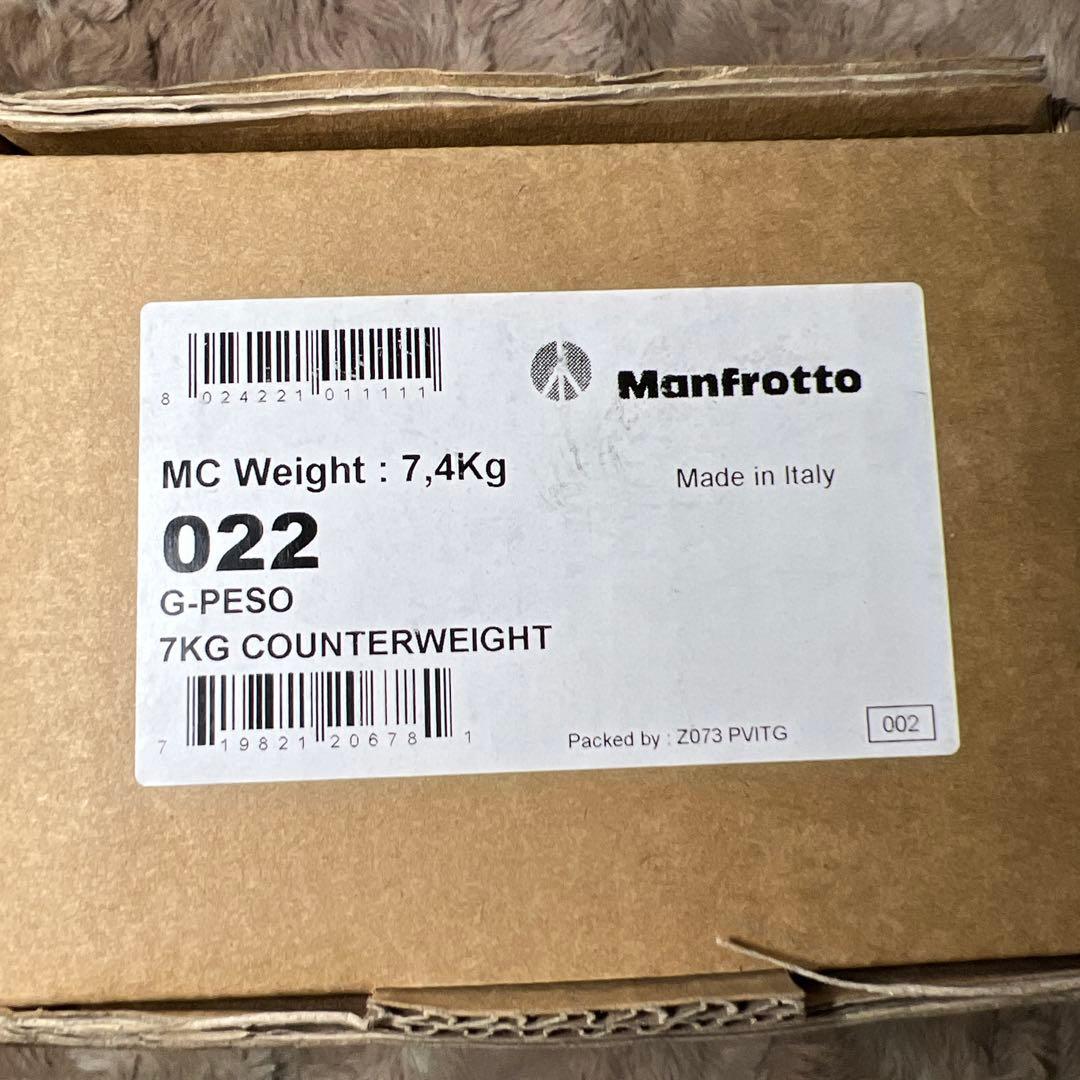 8 024221 011111
Manfrotto
MC Weight : 7,4Kg
Made in Italy
022
G-PESO
7KG COUNTERWEIGHT
7 19821 20678 1
Packed by : Z073 PVITG
002